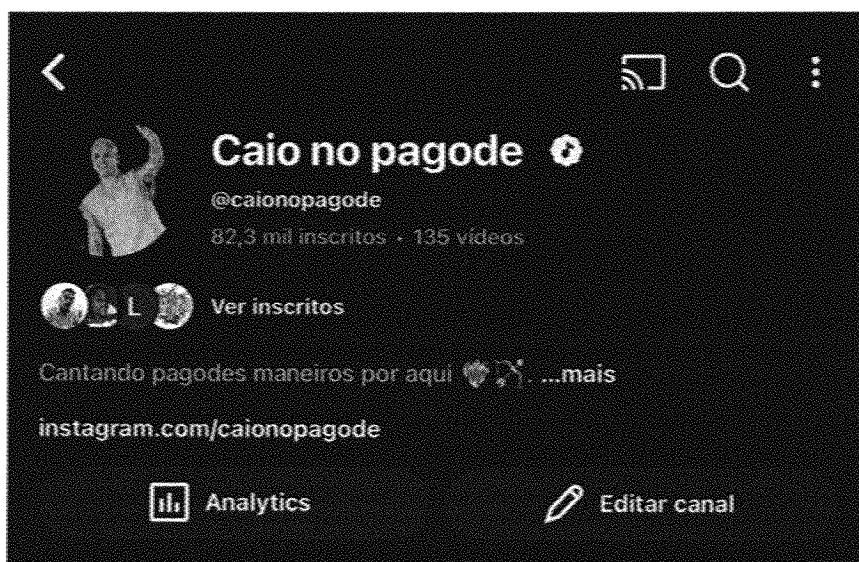 Caio no pagode
@caionopagode
82,3 mil inscritos • 135 vídeos
L
Ver inscritos
Cantando pagodes maneiros por aqui. ...mais
instagram.com/caionopagode
Analytics
Editar canal